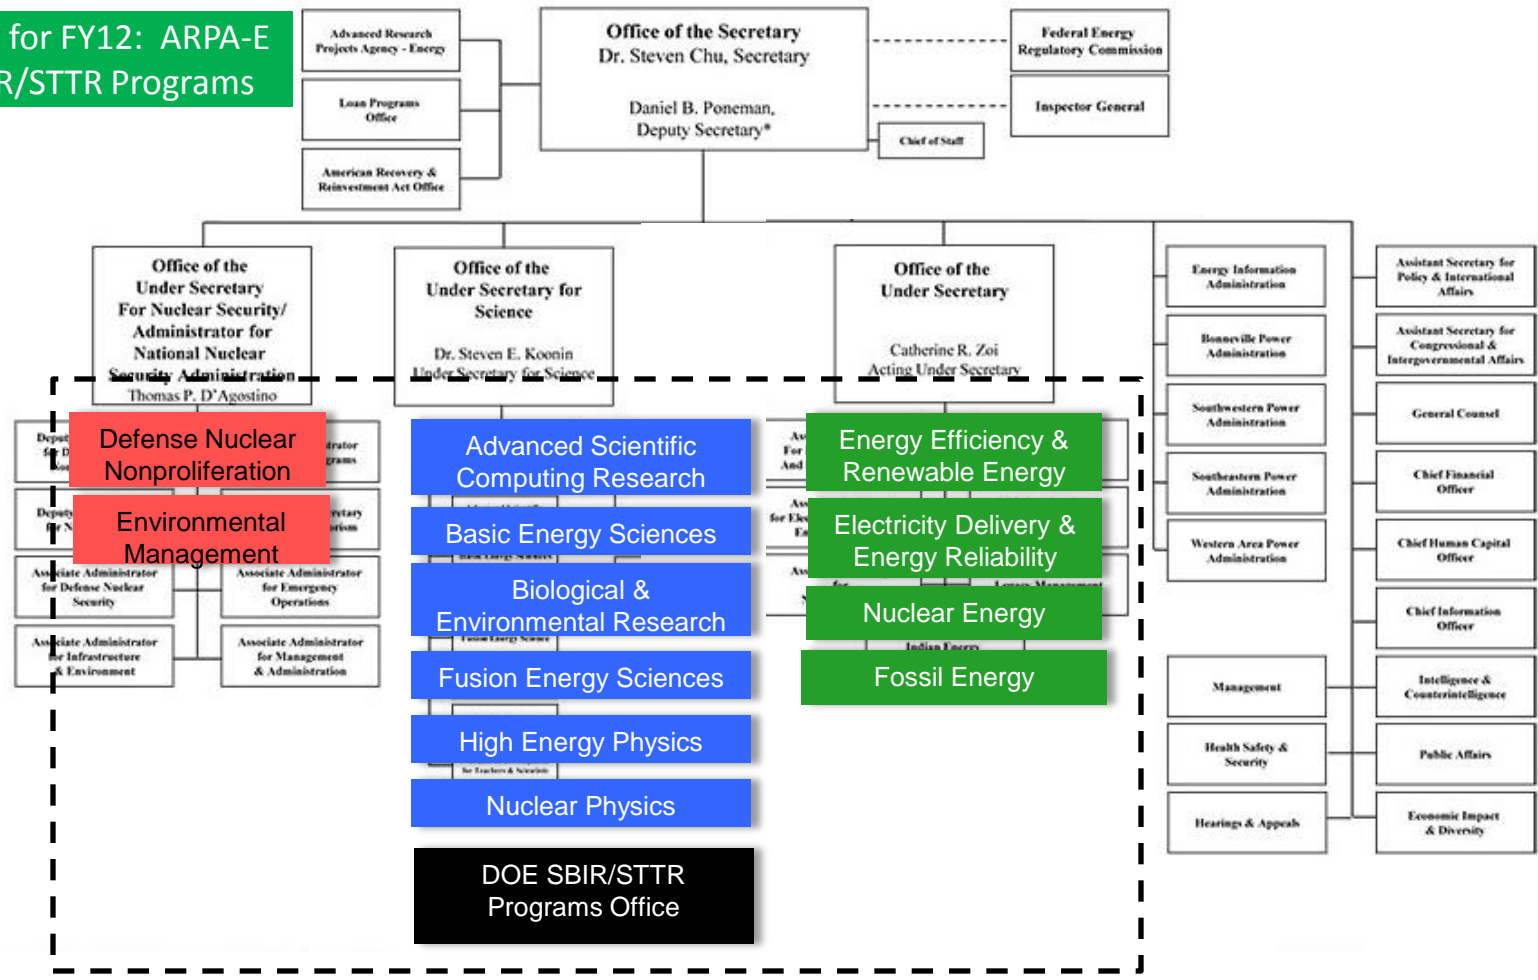 for FY12: ARPA-E
R/STTR Programs
Advanced Research
Projects Agency - Energy
Loan Programs
Office
American Recovery &
Reinvestment Act Office
Office of the Secretary
Dr. Steven Chu, Secretary
Daniel B. Poneman,
Deputy Secretary*
Chief of Staff
Federal Energy
Regulatory Commission
Inspector General
Office of the
Under Secretary
For Nuclear Security/
Administrator for
National Nuclear
Security Administration
Thomas P. D'Agostino
Office of the
Under Secretary for
Science
Dr. Steven E. Koonin
Under Secretary for Science
Office of the
Under Secretary
Catherine R. Zoi
Acting Under Secretary
Defense Nuclear
Nonproliferation
Environmental
Management
Associate Administrator
for Defense Nuclear
Security
Associate Administrator
for Emergency
Operations
Associate Administrator
for Infrastructure
& Environment
Associate Administrator
for Management
& Administration
Advanced Scientific
Computing Research
Basic Energy Sciences
Biological &
Environmental Research
Fusion Energy Science
Fusion Energy Sciences
High Energy Physics
for Teachers & Scientists
Nuclear Physics
DOE SBIR/STTR
Programs Office
Energy Efficiency &
Renewable Energy
Electricity Delivery &
Energy Reliability
Nuclear Energy
Indian Energy
Fossil Energy
Energy Information
Administration
Bonneville Power
Administration
Southwestern Power
Administration
Southeastern Power
Administration
Western Area Power
Administration
Management
Health Safety &
Security
Hearings & Appeals
Assistant Secretary for
Policy & International
Affairs
Assistant Secretary for
Congressional &
Intergovernmental Affairs
General Counsel
Chief Financial
Officer
Chief Human Capital
Officer
Chief Information
Officer
Intelligence &
Counterintelligence
Public Affairs
Economic Impact
& Diversity